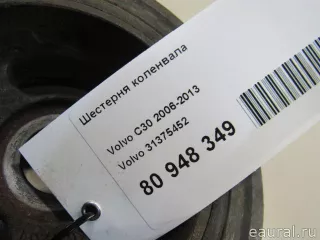 Шестерня коленвала
Volvo C30 2006-2013
Volvo 31375452
80 948 349
eaural.ru